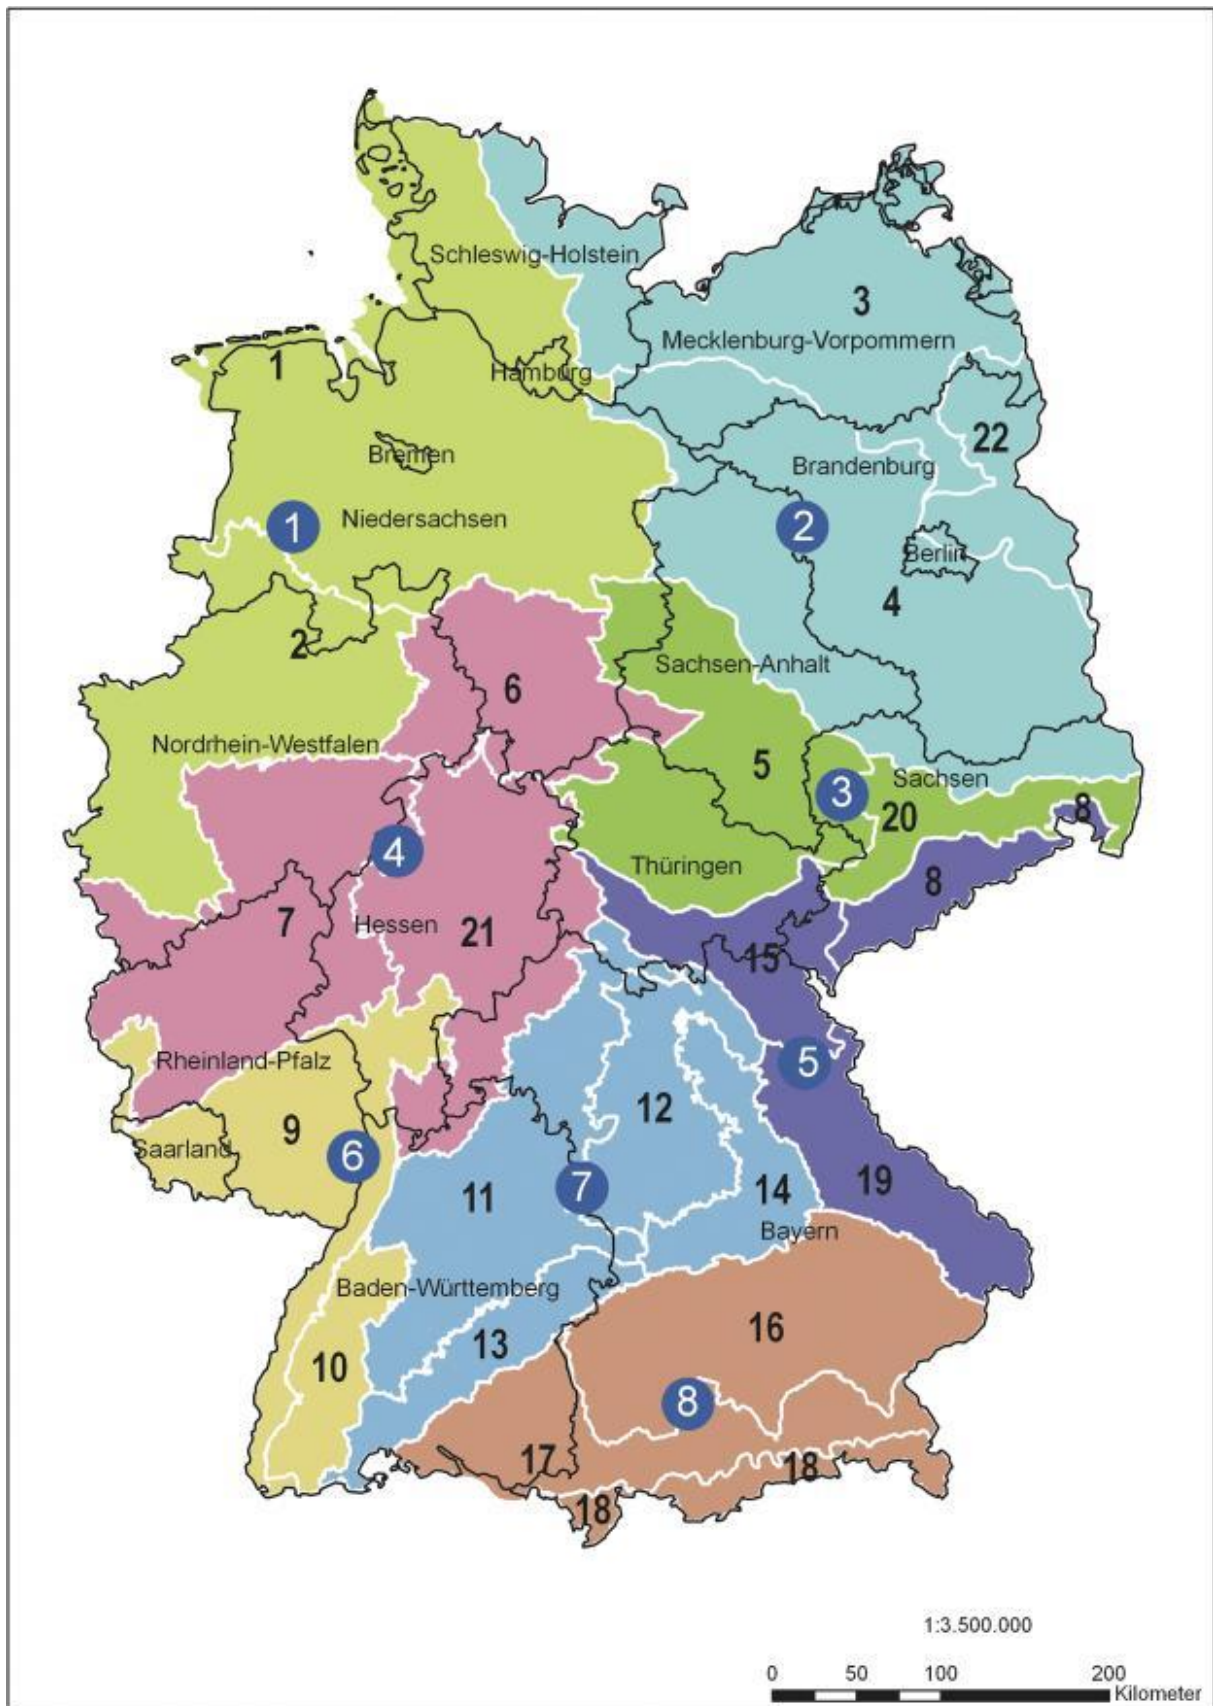 Schleswig-Holstein
3
Mecklenburg-Vorpommern
1
Hamburg
22
Bremen
Brandenburg
1
Niedersachsen
2
Berlin
4
2
Sachsen-Anhalt
6
Nordrhein-Westfalen
5
Sachsen
3
20
8
4
Thüringen
8
7
Hessen
21
15
Rheinland-Pfalz
5
12
9
Saarland
6
11
7
14
19
Bayern
Baden-Württemberg
16
13
10
8
17
18
18
1:3.500.000
0 50 100 200
Kilometer